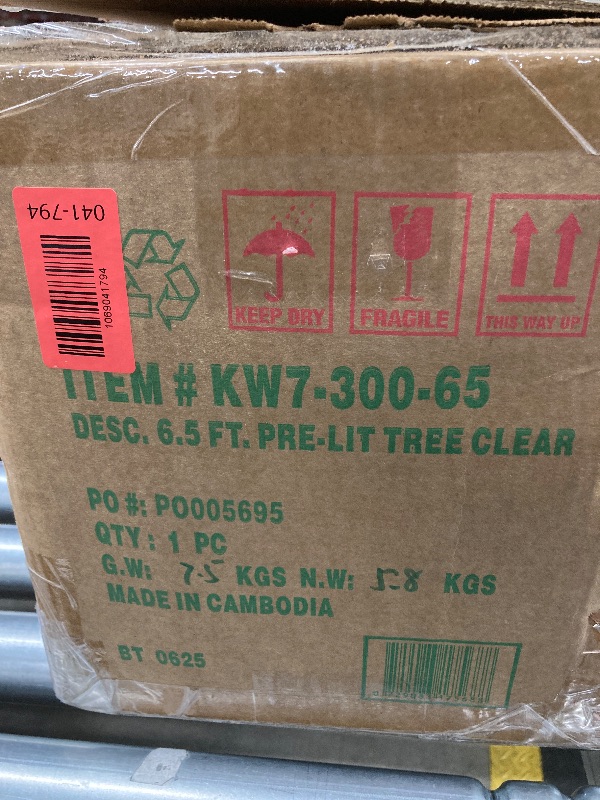 041-794
1069041794
KEEP DRY
FRAGILE
THIS WAY UP
ITEM # KW7-300-65
DESC. 6.5 FT. PRE-LIT TREE CLEAR
PO #: PO005695
QTY: 1 PC
G.W: 7.5 KGS N.W: 5.8 KGS
MADE IN CAMBODIA
BT 0625